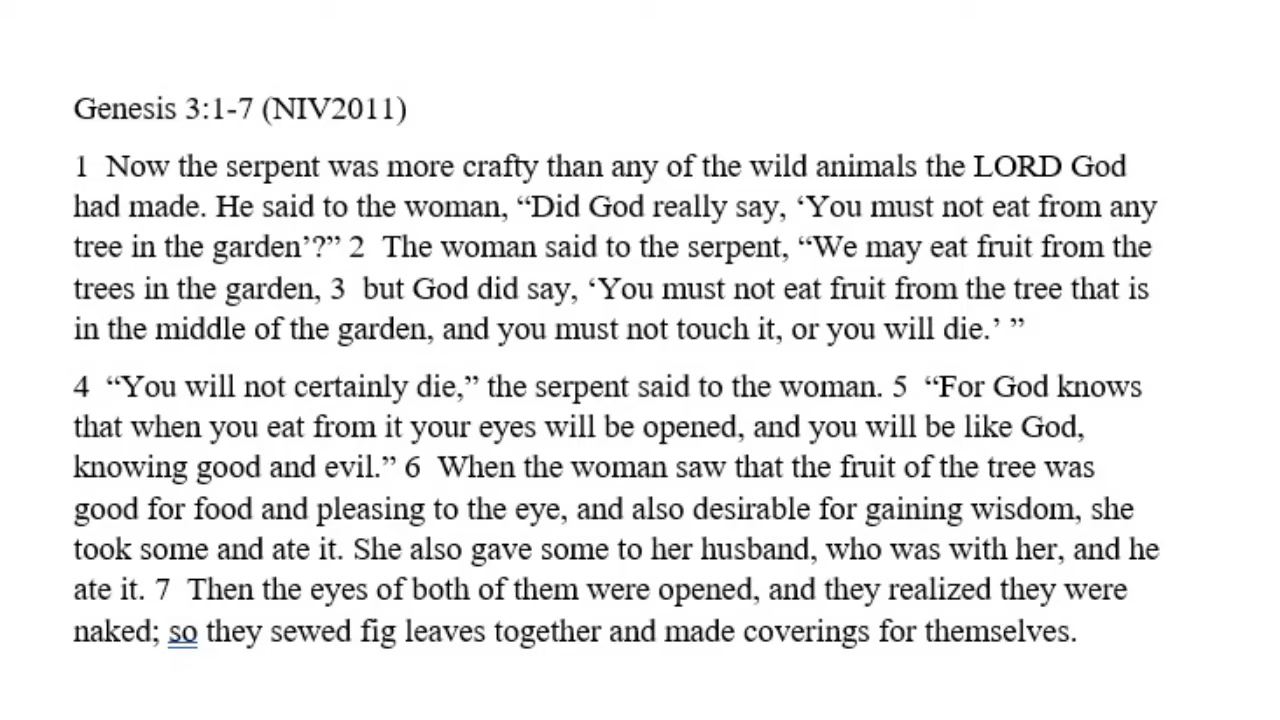 Genesis 3:1-7 (NIV2011)
1  Now the serpent was more crafty than any of the wild animals the LORD God
had made. He said to the woman, “Did God really say, ‘You must not eat from any
tree in the garden’?” 2  The woman said to the serpent, “We may eat fruit from the
trees in the garden, 3  but God did say, ‘You must not eat fruit from the tree that is
in the middle of the garden, and you must not touch it, or you will die.’ ”
4  “You will not certainly die,” the serpent said to the woman. 5  “For God knows
that when you eat from it your eyes will be opened, and you will be like God,
knowing good and evil.” 6  When the woman saw that the fruit of the tree was
good for food and pleasing to the eye, and also desirable for gaining wisdom, she
took some and ate it. She also gave some to her husband, who was with her, and he
ate it. 7  Then the eyes of both of them were opened, and they realized they were
naked; so they sewed fig leaves together and made coverings for themselves.